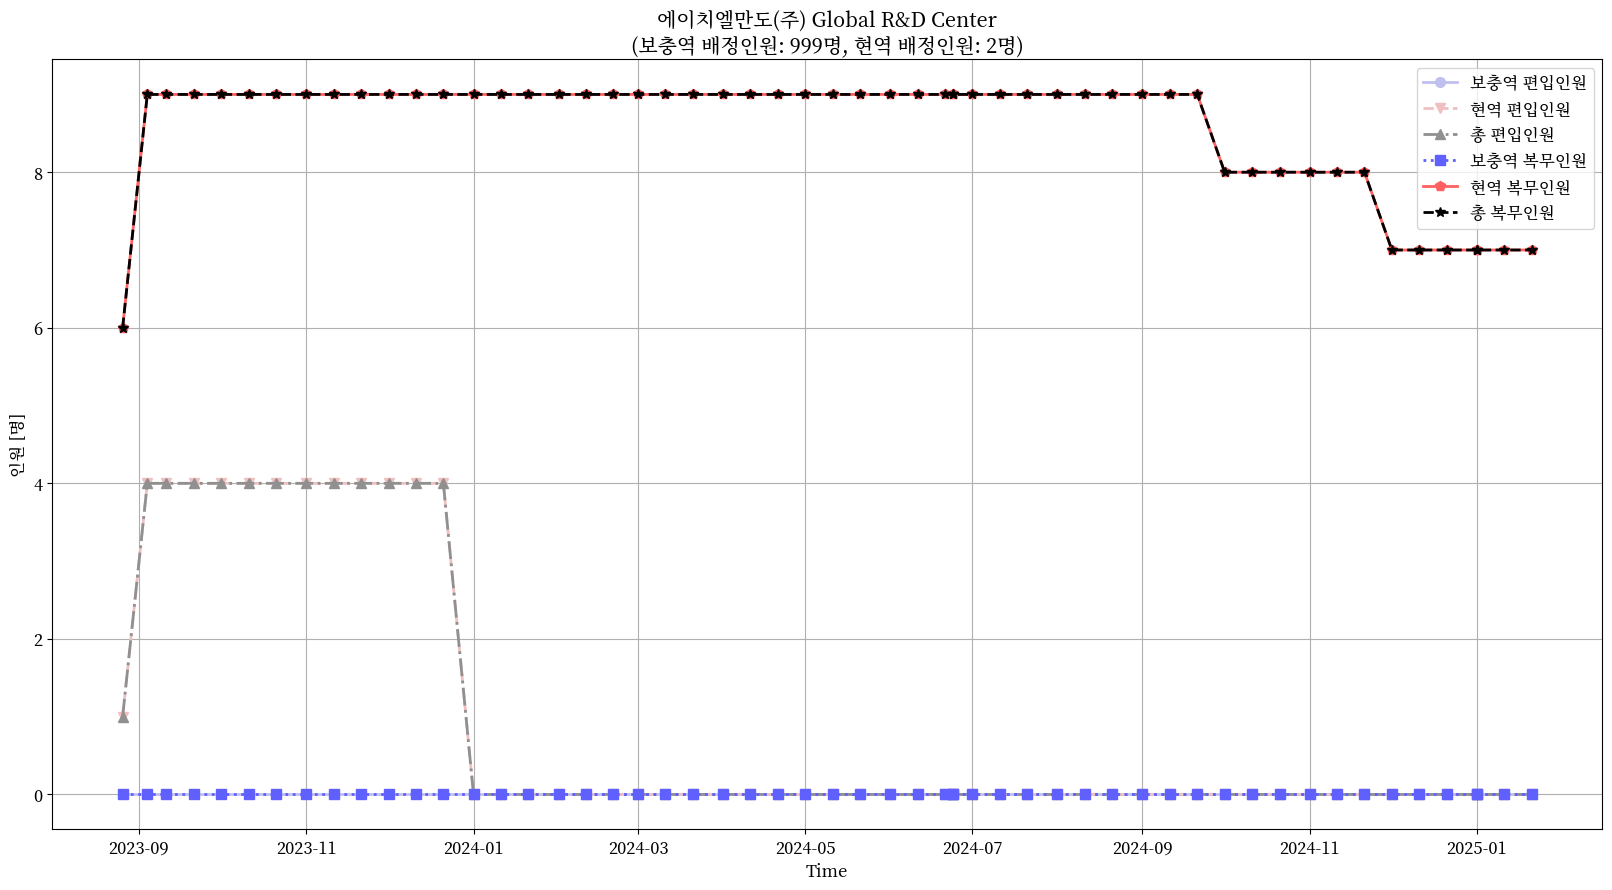 에이치엘만도(주) Global R&D Center
(보충역 배정인원: 999명, 현역 배정인원: 2명)
보충역 편입인원
현역 편입인원
총 편입인원
보충역 복무인원
현역 복무인원
총 복무인원
8
6
4
2
0
인원 [명]
2023-09 2023-11 2024-01 2024-03 2024-05 2024-07 2024-09 2024-11 2025-01
Time